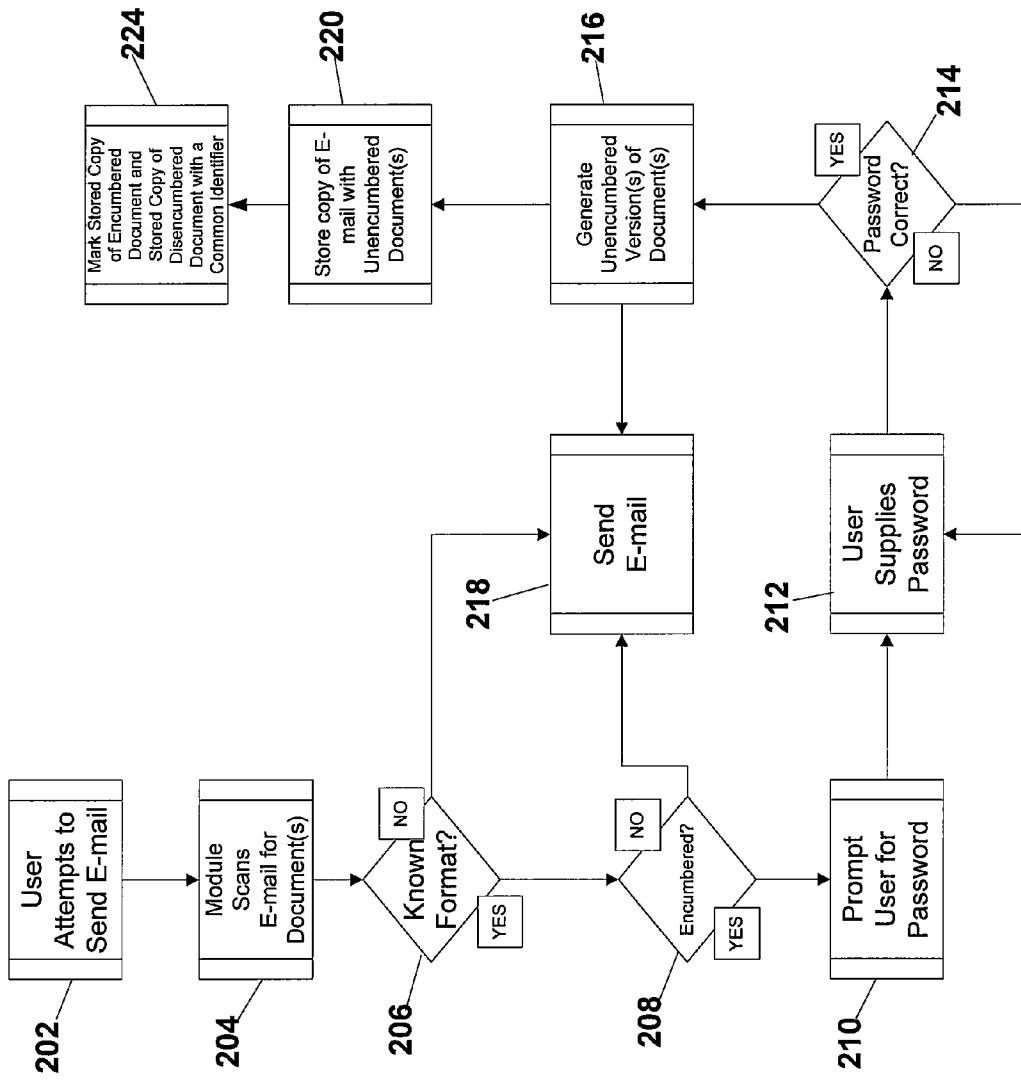 202
User
Attempts to
Send E-mail
204
Module
Scans
E-mail for
Document(s)
206
Known
Format?
NO
YES
208
Encumbered?
NO
YES
210
Prompt
User for
Password
212
User
Supplies
Password
214
Password
Correct?
YES
NO
216
Generate
Unencumbered
Version(s) of
Document(s)
218
Send
E-mail
220
Store copy of E-
mail with
Unencumbered
Document(s)
224
Mark Stored Copy
of Encumbered
Document and
Stored Copy of
Disencumbered
Document with a
Common Identifier